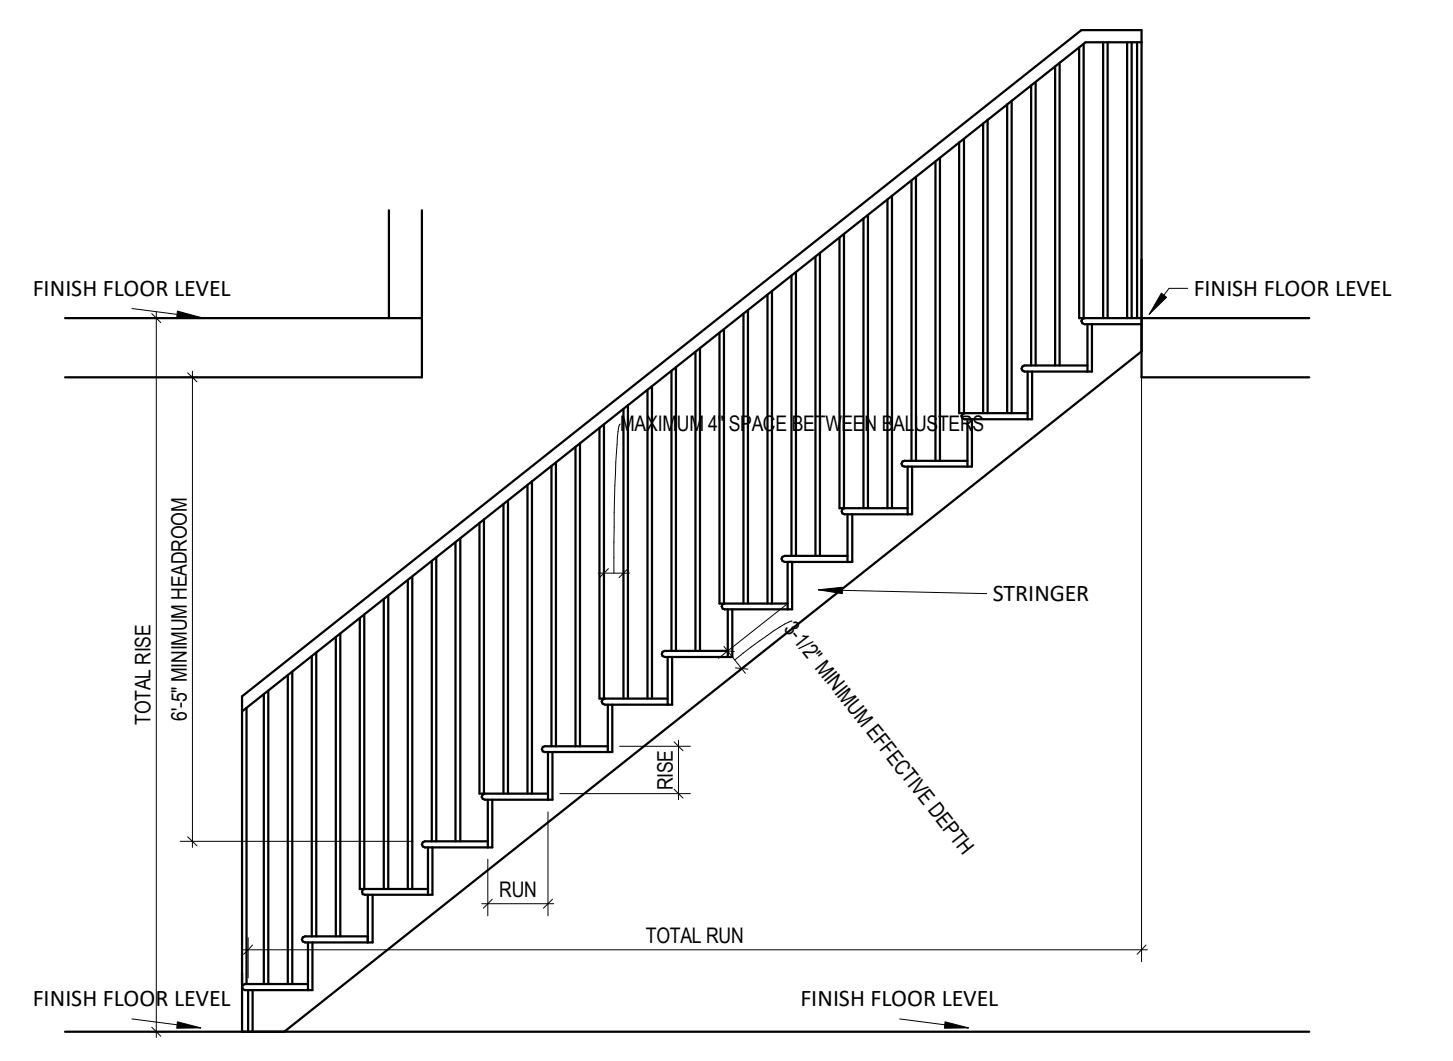 FINISH FLOOR LEVEL
FINISH FLOOR LEVEL
MAXIMUM 4" SPACE BETWEEN BALUSTERS
6'-5" MINIMUM HEADROOM
TOTAL RISE
STRINGER
3-1/2" MINIMUM EFFECTIVE DEPTH
RISE
RUN
TOTAL RUN
FINISH FLOOR LEVEL
FINISH FLOOR LEVEL